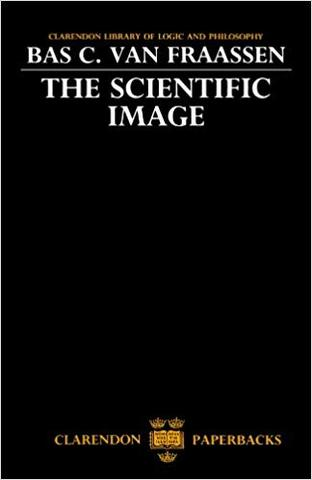 CLARENDON LIBRARY OF LOGIC AND PHILOSOPHY
BAS C. VAN FRAASSEN
THE SCIENTIFIC
IMAGE
CLARENDON PAPERBACKS